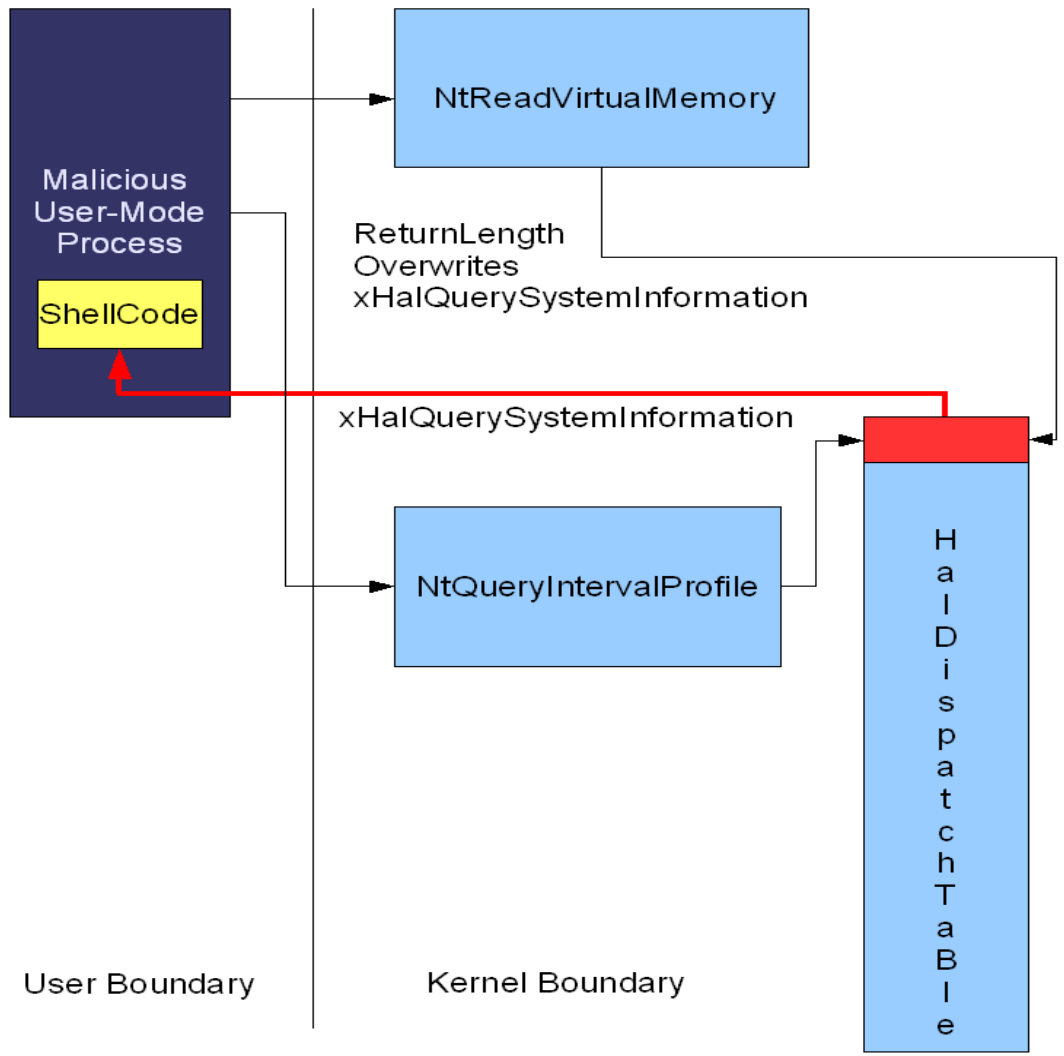 NtReadVirtualMemory
Malicious
User-Mode
Process
ShellCode
ReturnLength
Overwrites
xHalQuerySystemInformation
xHalQuerySystemInformation
NtQueryIntervalProfile
H
a
l
D
i
s
p
a
t
c
h
T
a
B
l
e
User Boundary
Kernel Boundary